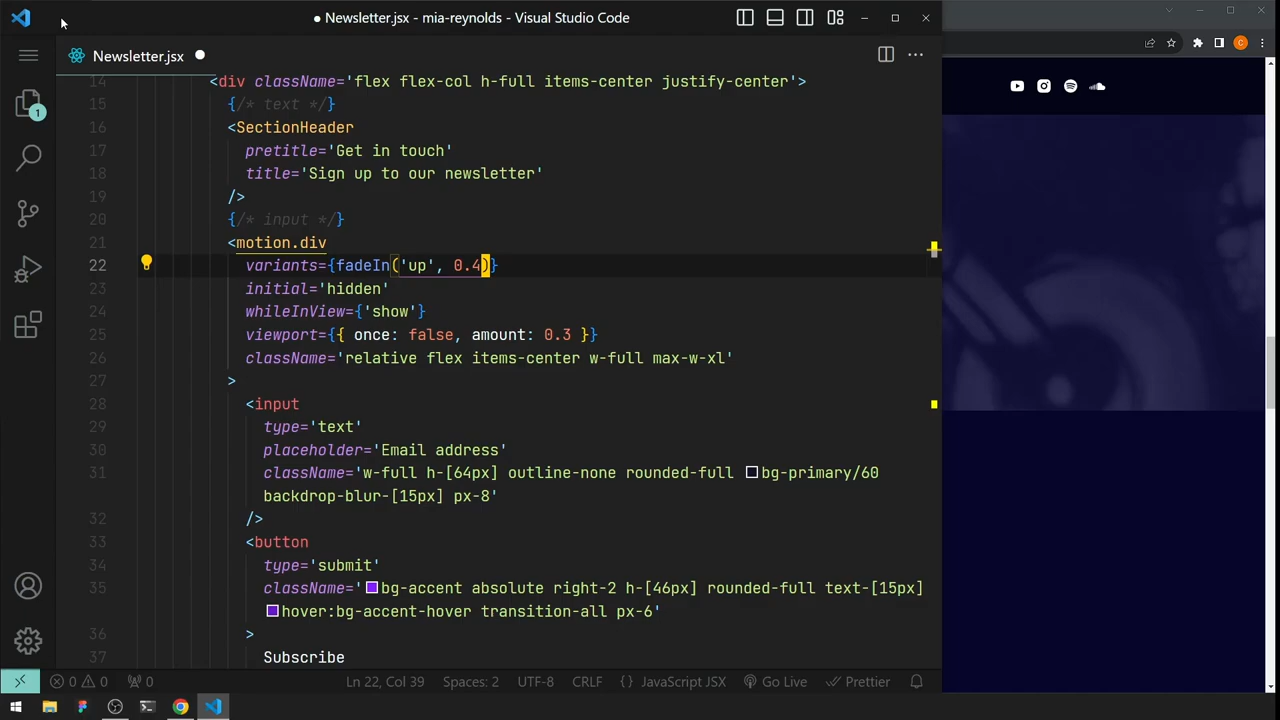 ● Newsletter.jsx - mia-reynolds - Visual Studio Code
Newsletter.jsx
1
14 <div className='flex flex-col h-full items-center justify-center'>
15 {/* text */}
16 <SectionHeader
17 pretitle='Get in touch'
18 title='Sign up to our newsletter'
19 />
20 {/* input */}
21 <motion.div
22 variants={fadeIn('up', 0.4)}
23 initial='hidden'
24 whileInView={'show'}
25 viewport={{ once: false, amount: 0.3 }}
26 className='relative flex items-center w-full max-w-xl'
27 >
28 <input
29 type='text'
30 placeholder='Email address'
31 className='w-full h-[64px] outline-none rounded-full bg-primary/60
backdrop-blur-[15px] px-8'
32 />
33 <button
34 type='submit'
35 className='bg-accent absolute right-2 h-[46px] rounded-full text-[15px]
hover:bg-accent-hover transition-all px-6'
36 >
37 Subscribe
0 0 0 Ln 22, Col 39 Spaces: 2 UTF-8 CRLF {} JavaScript JSX Go Live Prettier